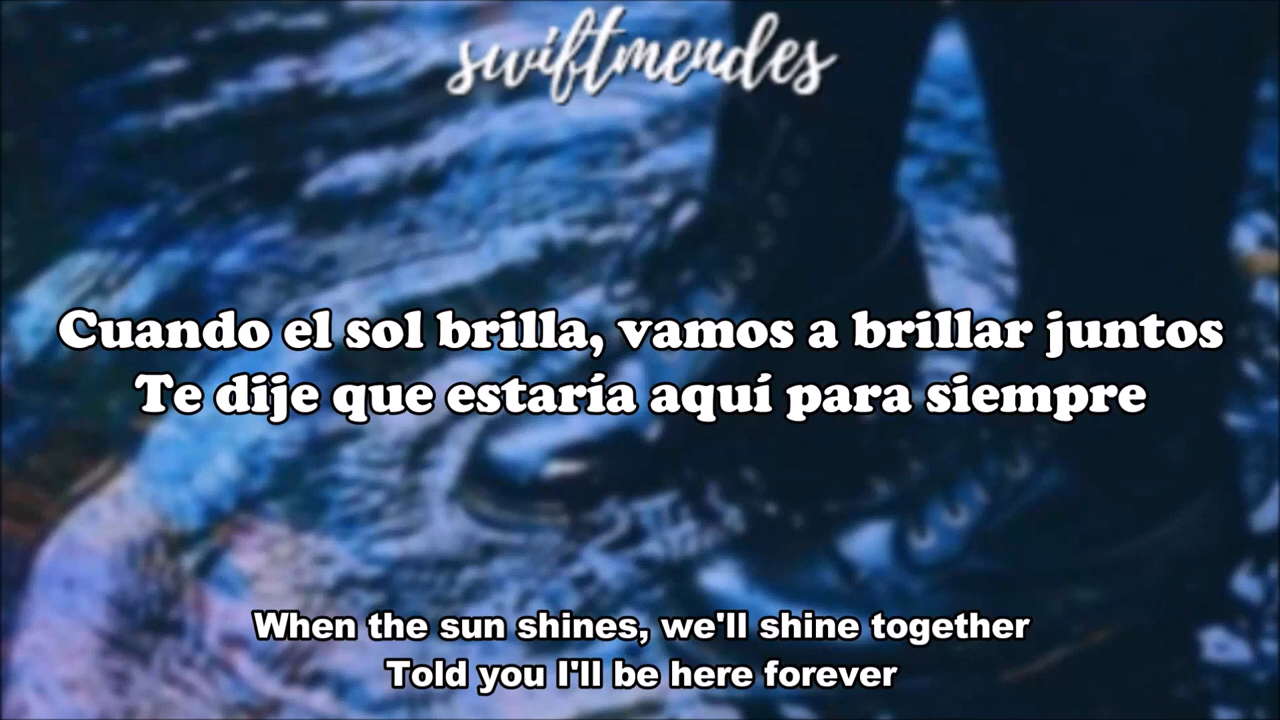 swiftmendes
Cuando el sol brilla, vamos a brillar juntos
Te dije que estaría aquí para siempre
When the sun shines, we'll shine together
Told you I'll be here forever